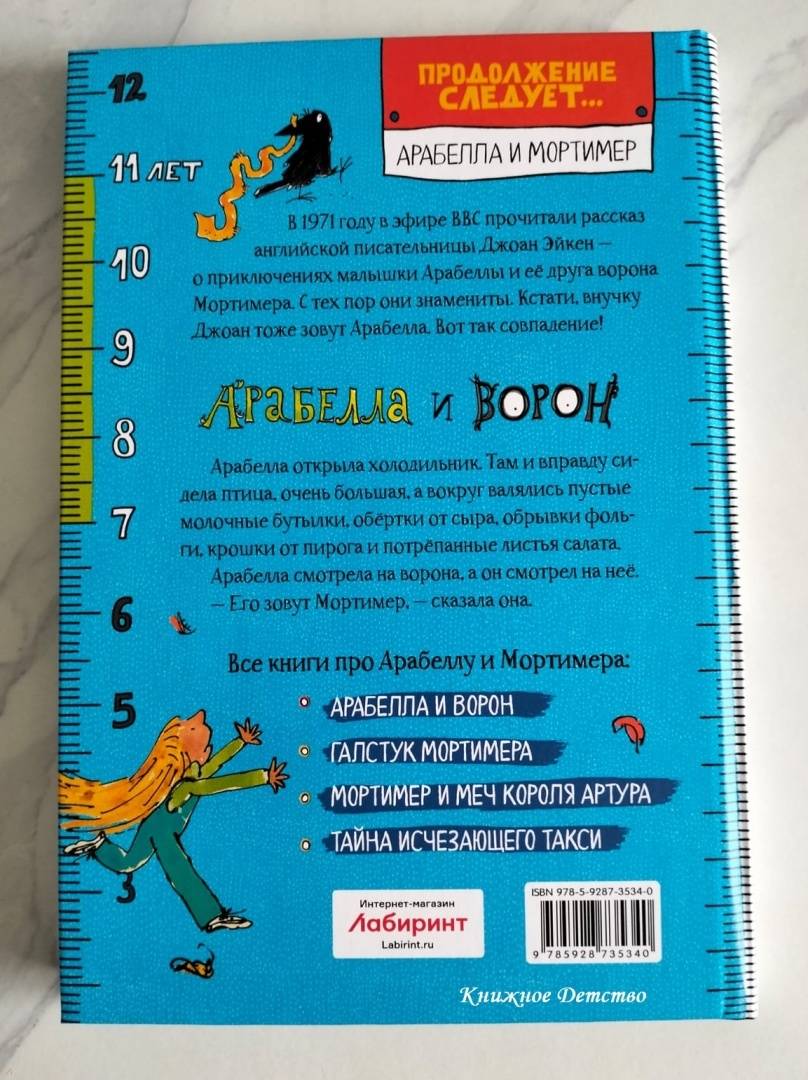 12
11 ЛЕТ
10
9
8
7
6
5
3
ПРОДОЛЖЕНИЕ
СЛЕДУЕТ...
АРАБЕЛЛА И МОРТИМЕР
В 1971 году в эфире BBC прочитали рассказ
английской писательницы Джоан Эйкен —
о приключениях малышки Арабеллы и её друга ворона
Мортимера. С тех пор они знамениты. Кстати, внучку
Джоан тоже зовут Арабелла. Вот так совпадение!
АРАБЕЛЛА И ВОРОН
Арабелла открыла холодильник. Там и вправду си-
дела птица, очень большая, а вокруг валялись пустые
молочные бутылки, обёртки от сыра, обрывки фоль-
ги, крошки от пирога и потрёпанные листья салата.
Арабелла смотрела на ворона, а он смотрел на неё.
— Его зовут Мортимер, — сказала она.
Все книги про Арабеллу и Мортимера:
АРАБЕЛЛА И ВОРОН
ГАЛСТУК МОРТИМЕРА
МОРТИМЕР И МЕЧ КОРОЛЯ АРТУРА
ТАЙНА ИСЧЕЗАЮЩЕГО ТАКСИ
Интернет-магазин
Лабиринт
Labirint.ru
ISBN 978-5-9287-3534-0
9 785928 735340
Книжное Детство